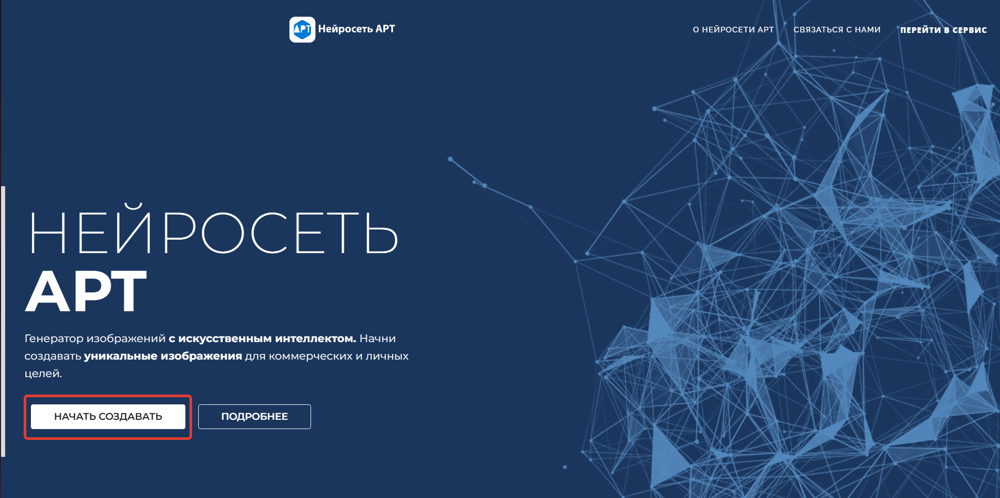 АРТ Нейросеть АРТ
О НЕЙРОСЕТИ АРТ
СВЯЗАТЬСЯ С НАМИ
ПЕРЕЙТИ В СЕРВИС
НЕЙРОСЕТЬ
АРТ
Генератор изображений с искусственным интеллектом. Начни
создавать уникальные изображения для коммерческих и личных
целей.
НАЧАТЬ СОЗДАВАТЬ
ПОДРОБНЕЕ